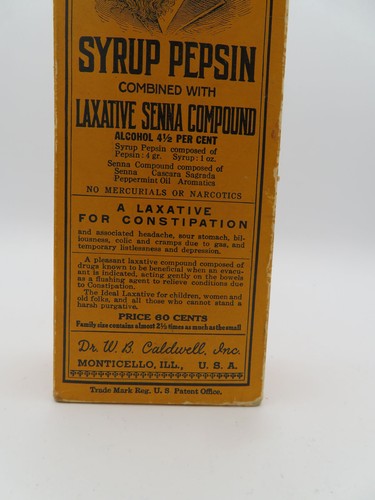 SYRUP PEPSIN
COMBINED WITH
LAXATIVE SENNA COMPOUND
ALCOHOL 4½ PER CENT
Syrup Pepsin composed of
Pepsin: 4 gr. Syrup: 1 oz.
Senna Compound composed of
Senna Cascara Sagrada
Peppermint Oil Aromatics
NO MERCURIALS OR NARCOTICS
A LAXATIVE
FOR CONSTIPATION
and associated headache, sour stomach, bil-
iousness, colic and cramps due to gas, and
temporary listlessness and depression.
A pleasant laxative compound composed of
drugs known to be beneficial when an evacu-
ant is indicated, acting gently on the bowels
as a flushing agent to relieve conditions due
to Constipation.
The Ideal Laxative for children, women and
old folks, and all those who cannot stand a
harsh purgative.
PRICE 60 CENTS
Family size contains almost 2½ times as much as the small
Dr. W. B. Caldwell, Inc.
MONTICELLO, ILL., U. S. A.
Trade Mark Reg. U. S Patent Office.